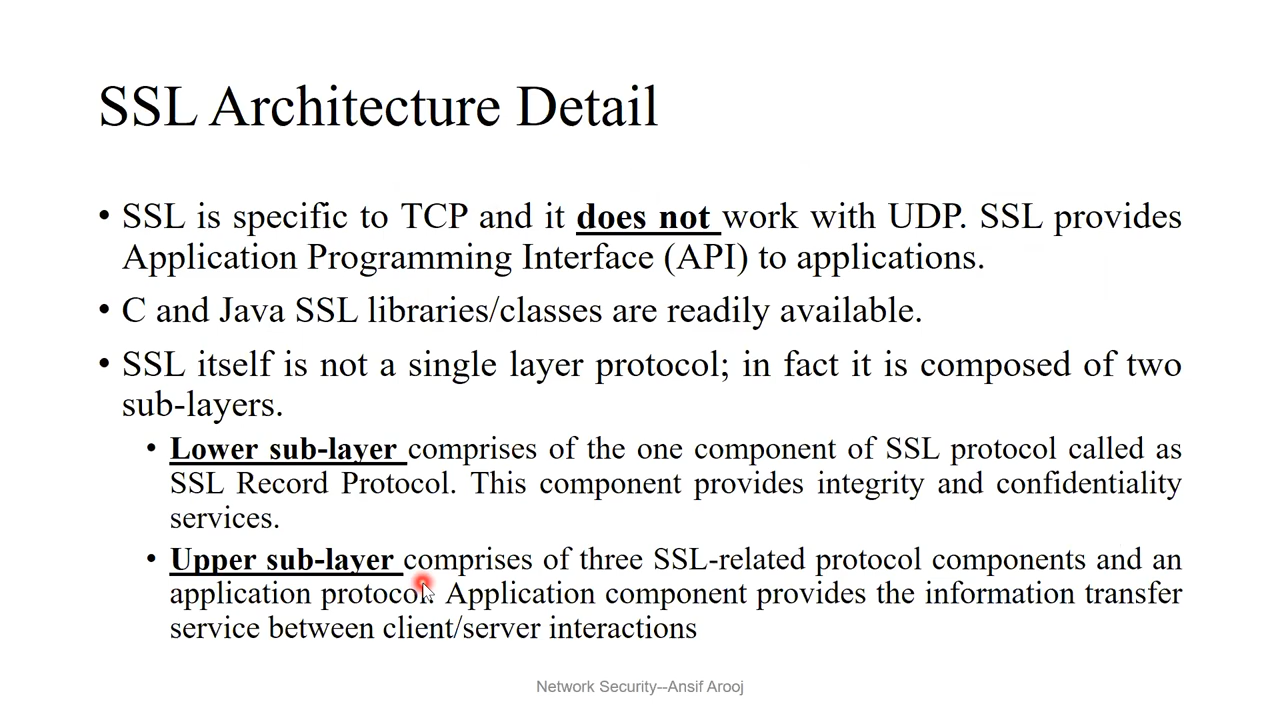 SSL Architecture Detail
• SSL is specific to TCP and it does not work with UDP. SSL provides
Application Programming Interface (API) to applications.
• C and Java SSL libraries/classes are readily available.
• SSL itself is not a single layer protocol; in fact it is composed of two
sub-layers.
• Lower sub-layer comprises of the one component of SSL protocol called as
SSL Record Protocol. This component provides integrity and confidentiality
services.
• Upper sub-layer comprises of three SSL-related protocol components and an
application protocol. Application component provides the information transfer
service between client/server interactions
Network Security--Ansif Arooj